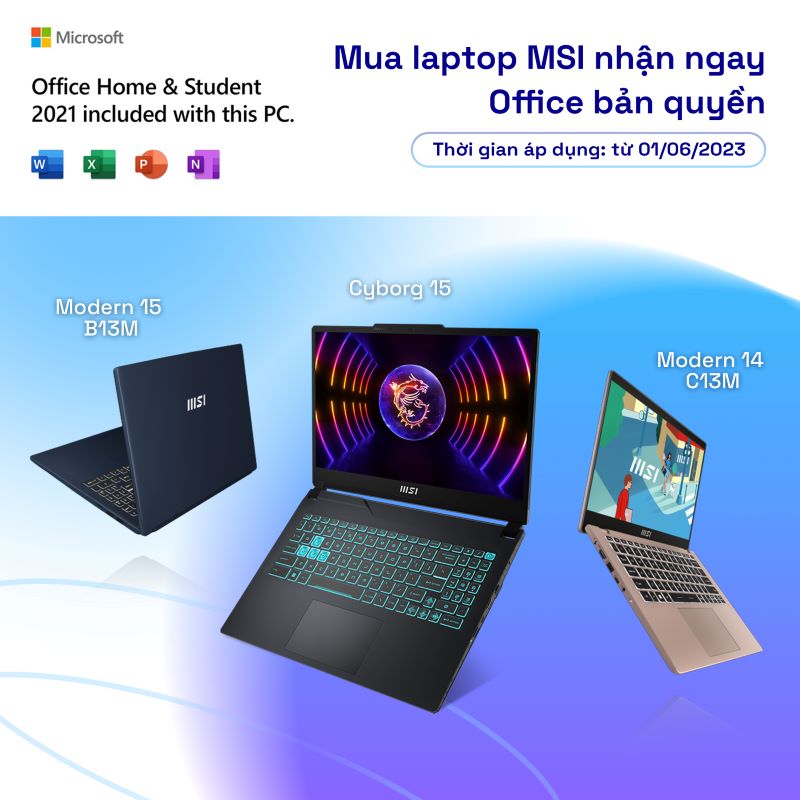 Microsoft
Office Home & Student
2021 included with this PC.
W X P N
Mua laptop MSI nhận ngay
Office bản quyền
Thời gian áp dụng: từ 01/06/2023
Modern 15
B13M
Cyborg 15
Modern 14
C13M
msi
msi
msi
msi